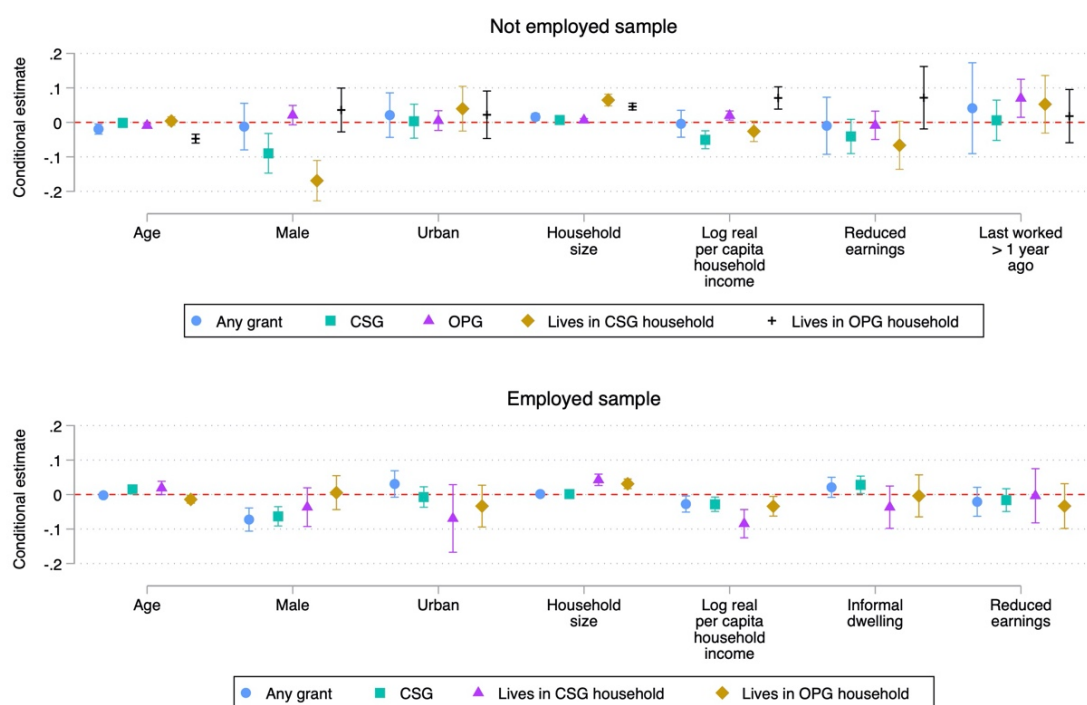 Not employed sample
Conditional estimate
.2
.1
0
-.1
-.2
Age
Male
Urban
Household
size
Log real
per capita
household
income
Reduced
earnings
Last worked
> 1 year
ago
Any grant
CSG
OPG
Lives in CSG household
Lives in OPG household
Employed sample
Conditional estimate
.2
.1
0
-.1
-.2
Age
Male
Urban
Household
size
Log real
per capita
household
income
Informal
dwelling
Reduced
earnings
Any grant
CSG
Lives in CSG household
Lives in OPG household